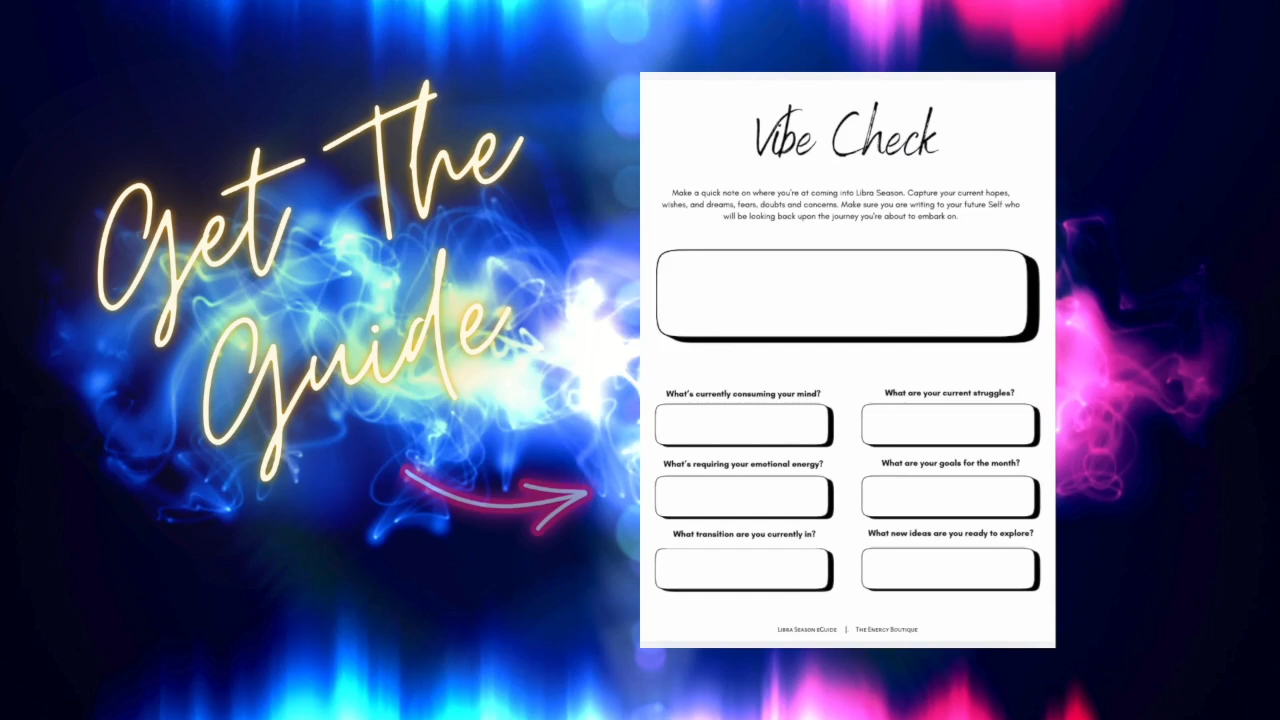 Get The
Guide
Vibe Check
Make a quick note on where you're at coming into Libra Season. Capture your current hopes,
wishes, and dreams, fears, doubts and concerns. Make sure you are writing to your future Self who
will be looking back upon the journey you're about to embark on.
What's currently consuming your mind?
What are your current struggles?
What's requiring your emotional energy?
What are your goals for the month?
What transition are you currently in?
What new ideas are you ready to explore?
Libra Season eGuide | The Energy Boutique